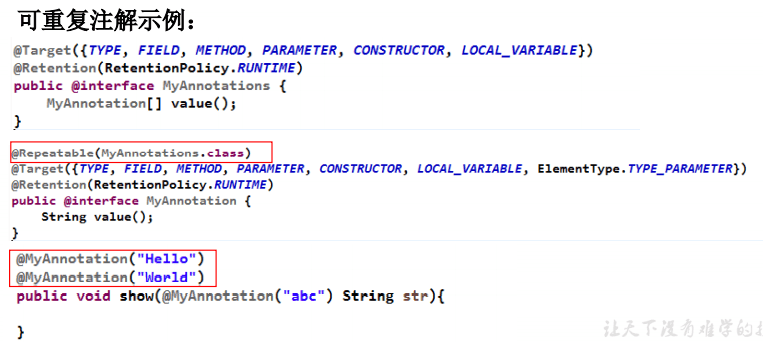 可重复注解示例：
@Target({TYPE, FIELD, METHOD, PARAMETER, CONSTRUCTOR, LOCAL_VARIABLE})
@Retention(RetentionPolicy.RUNTIME)
public @interface MyAnnotations {
    MyAnnotation[] value();
}
@Repeatable(MyAnnotations.class)
@Target({TYPE, FIELD, METHOD, PARAMETER, CONSTRUCTOR, LOCAL_VARIABLE, ElementType.TYPE_PARAMETER})
@Retention(RetentionPolicy.RUNTIME)
public @interface MyAnnotation {
    String value();
}
@MyAnnotation("Hello")
@MyAnnotation("World")
public void show(@MyAnnotation("abc") String str){
}
让天下没有难学的